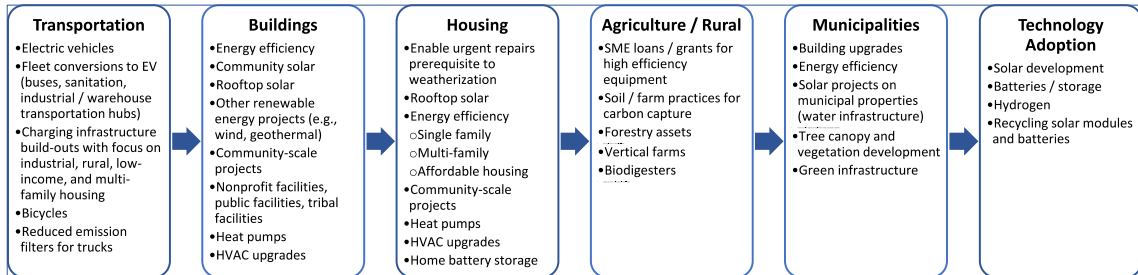 Transportation
•Electric vehicles
•Fleet conversions to EV
(buses, sanitation,
industrial / warehouse
transportation hubs)
•Charging infrastructure
build-outs with focus on
industrial, rural, low-
income, and multi-
family housing
•Bicycles
•Reduced emission
filters for trucks
Buildings
•Energy efficiency
•Community solar
•Rooftop solar
•Other renewable
energy projects (e.g.,
wind, geothermal)
•Community-scale
projects
•Nonprofit facilities,
public facilities, tribal
facilities
•Heat pumps
•HVAC upgrades
Housing
•Enable urgent repairs
prerequisite to
weatherization
•Rooftop solar
•Energy efficiency
oSingle family
oMulti-family
oAffordable housing
•Community-scale
projects
•Heat pumps
•HVAC upgrades
•Home battery storage
Agriculture / Rural
•SME loans / grants for
high efficiency
equipment
•Soil / farm practices for
carbon capture
•Forestry assets
•Vertical farms
•Biodigesters
Municipalities
•Building upgrades
•Energy efficiency
•Solar projects on
municipal properties
(water infrastructure)
•Tree canopy and
vegetation development
•Green infrastructure
Technology
Adoption
•Solar development
•Batteries / storage
•Hydrogen
•Recycling solar modules
and batteries